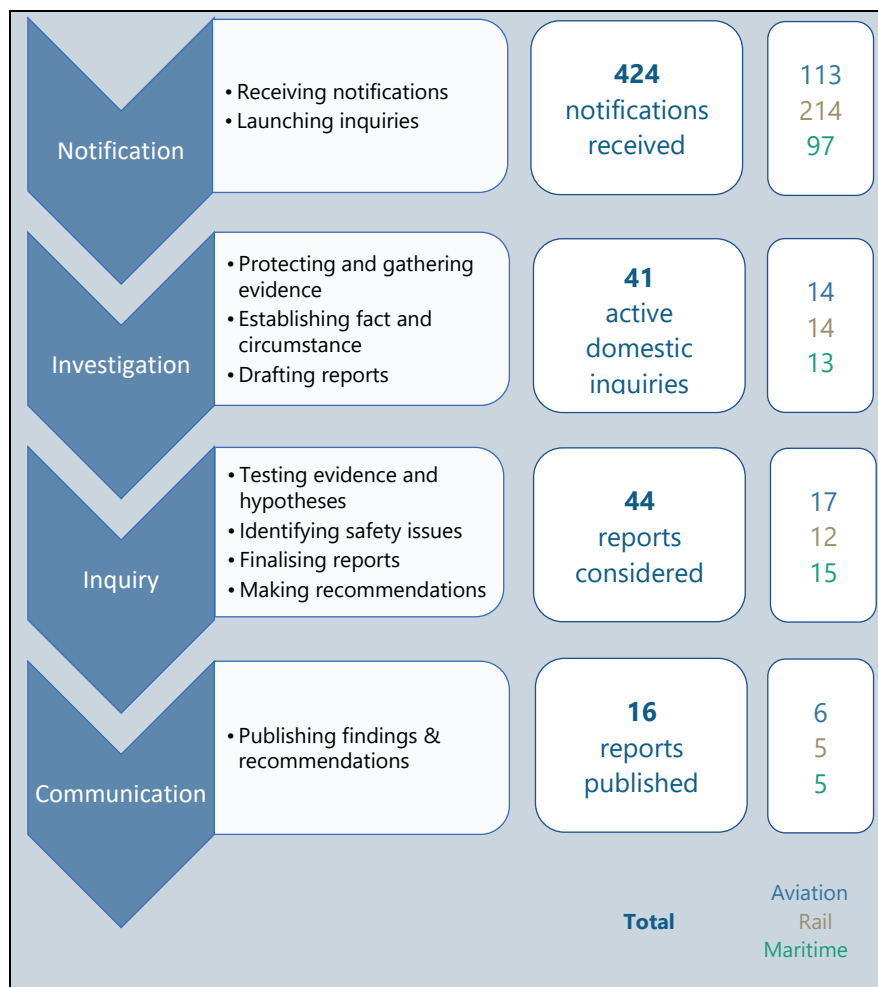 Notification
• Receiving notifications
• Launching inquiries
424
notifications
received
113
214
97
Investigation
• Protecting and gathering
evidence
• Establishing fact and
circumstance
• Drafting reports
41
active
domestic
inquiries
14
14
13
Inquiry
• Testing evidence and
hypotheses
• Identifying safety issues
• Finalising reports
• Making recommendations
44
reports
considered
17
12
15
Communication
• Publishing findings &
recommendations
16
reports
published
6
5
5
Total
Aviation
Rail
Maritime